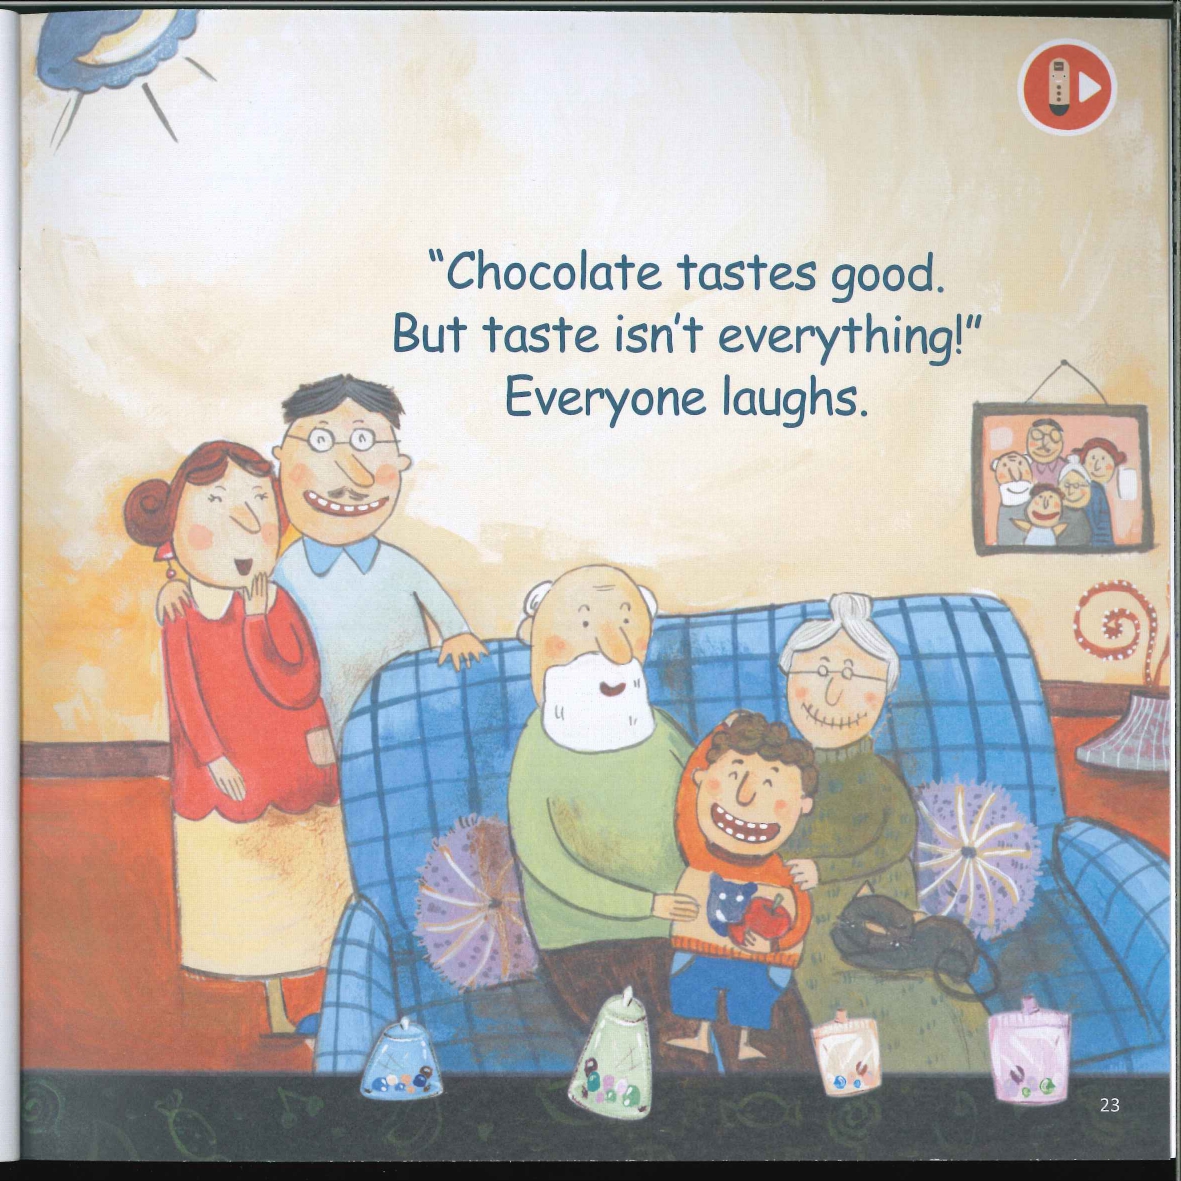 “Chocolate tastes good.
But taste isn’t everything!”
Everyone laughs.
23